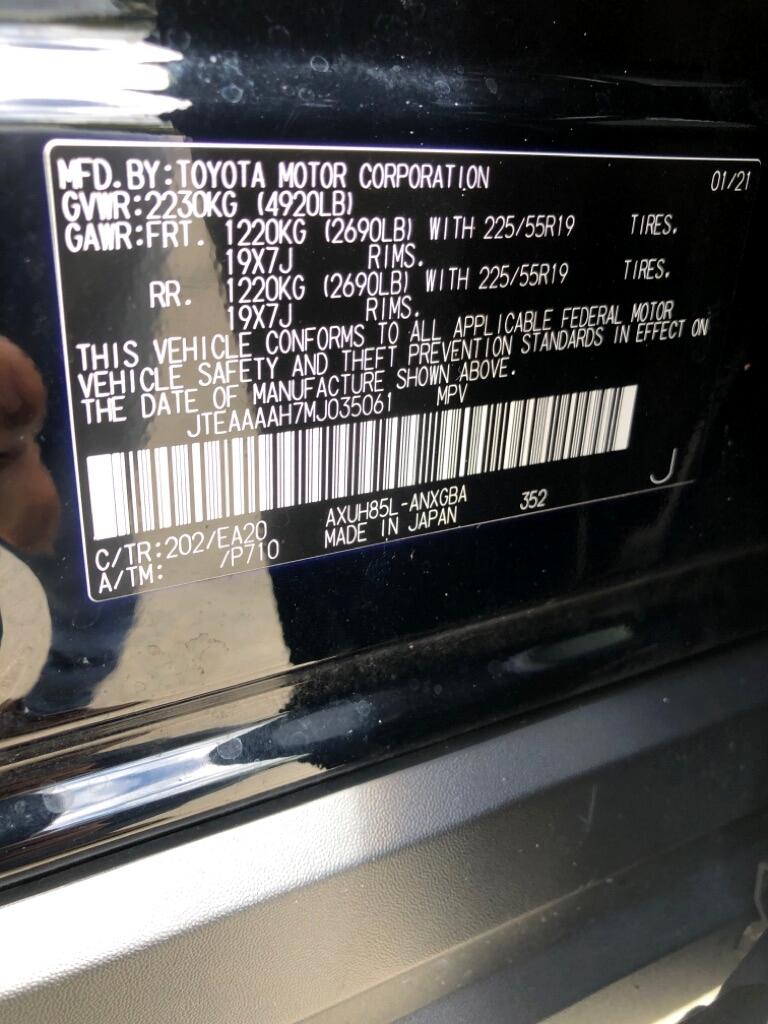 MFD.BY:TOYOTA MOTOR CORPORATION 01/21
GVWR:2230KG (4920LB)
GAWR:FRT. 1220KG (2690LB) WITH 225/55R19 TIRES,
19X7J RIMS.
RR. 1220KG (2690LB) WITH 225/55R19 TIRES,
19X7J RIMS.
THIS VEHICLE CONFORMS TO ALL APPLICABLE FEDERAL MOTOR
VEHICLE SAFETY AND THEFT PREVENTION STANDARDS IN EFFECT ON
THE DATE OF MANUFACTURE SHOWN ABOVE.
JTEAAAAH7MJ035061 MPV
C/TR:202/EA20 AXUH85L-ANXGBA 352 J
A/TM: /P710 MADE IN JAPAN